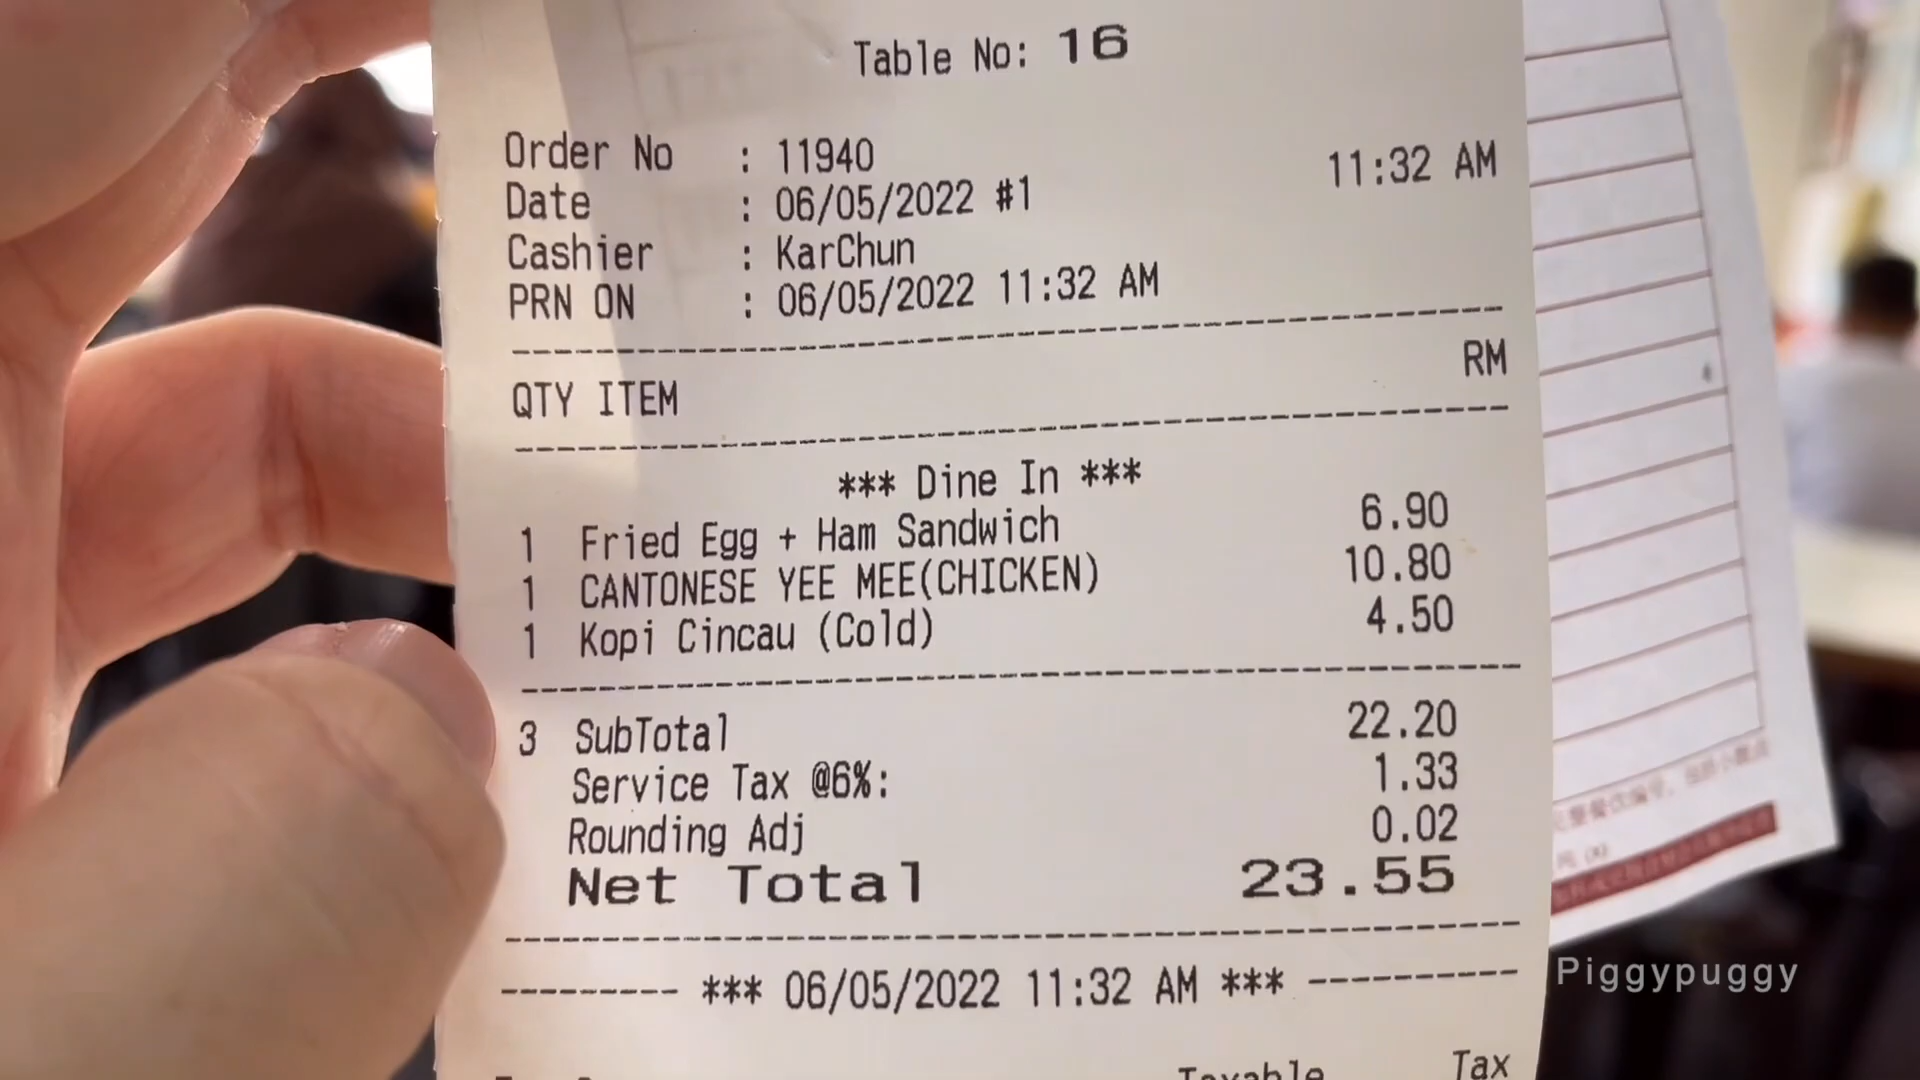 Table No: 16
Order No : 11940
11:32 AM
Date : 06/05/2022 #1
Cashier : KarChun
PRN ON : 06/05/2022 11:32 AM
RM
QTY ITEM
*** Dine In ***
1 Fried Egg + Ham Sandwich 6.90
1 CANTONESE YEE MEE(CHICKEN) 10.80
1 Kopi Cincau (Cold) 4.50
3 SubTotal 22.20
Service Tax @6%: 1.33
Rounding Adj 0.02
Net Total 23.55
--------- *** 06/05/2022 11:32 AM *** ----------
Taxable Tax
Piggypuggy